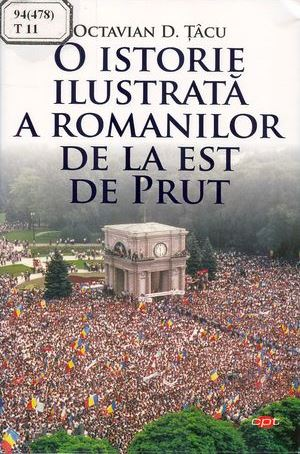 94(478)
T 11
OCTAVIAN D. ȚÂCU
O ISTORIE
ILUSTRATĂ
A ROMANILOR
DE LA EST
DE PRUT
cpt